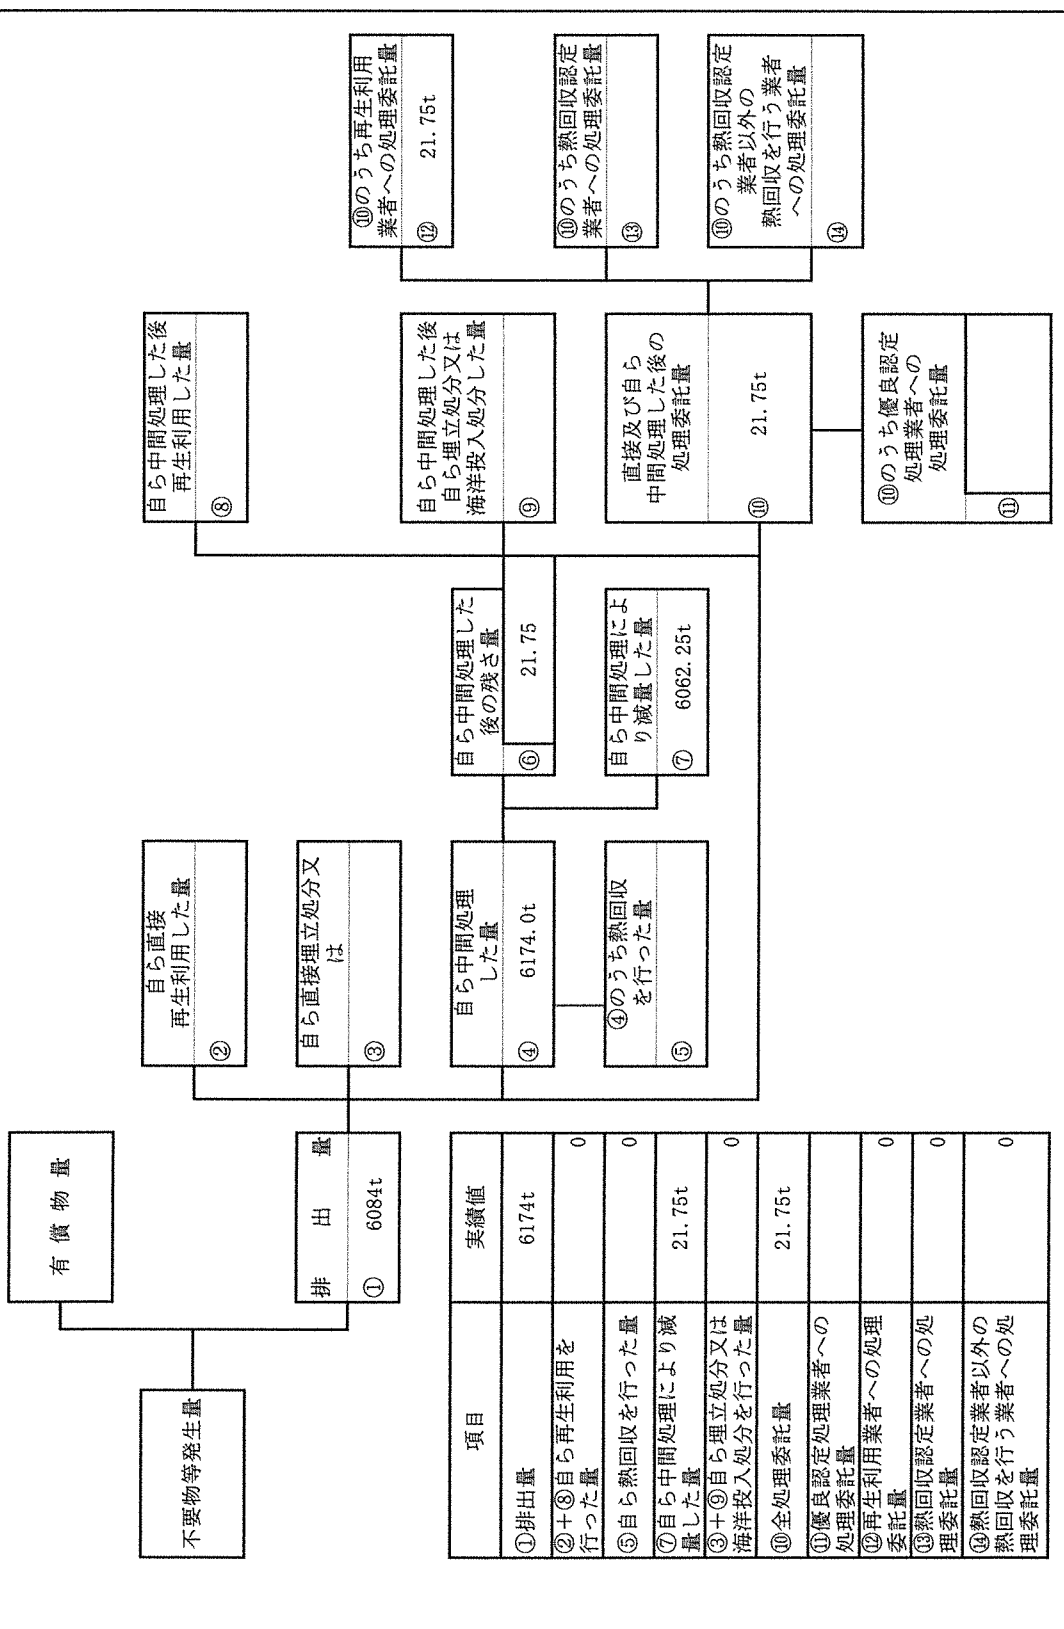 不要物等発生量
有償物量
排出量
① 6084t
自ら直接
再生利用した量
②
自ら直接埋立処分又
は
③
自ら中間処理
した量
④ 6174.0t
④のうち熱回収
を行った量
⑤
自ら中間処理した
後の残さ量
⑥ 21.75
自ら中間処理によ
り減量した量
⑦ 6062.25t
自ら中間処理した後
再生利用した量
⑧
自ら中間処理した後
自ら埋立処分又は
海洋投入処分した量
⑨
直接及び自ら
中間処理した後の
処理委託量
⑩ 21.75t
⑩のうち優良認定
処理業者への
処理委託量
⑪
⑩のうち再生利用
業者への処理委託量
⑫ 21.75t
⑩のうち熱回収認定
業者への処理委託量
⑬
⑩のうち熱回収認定
業者以外の
熱回収を行う業者
への処理委託量
⑭
項目 実績値
①排出量 6174t
②+⑧自ら再生利用を
行った量 0
⑤自ら熱回収を行った量 0
⑦自ら中間処理により減
量した量 21.75t
③+⑨自ら埋立処分又は
海洋投入処分を行った量 0
⑩全処理委託量 21.75t
⑪優良認定処理業者への
処理委託量
⑫再生利用業者への処理
委託量 0
⑬熱回収認定業者への処
理委託量 0
⑭熱回収認定業者以外の
熱回収を行う業者への処
理委託量 0